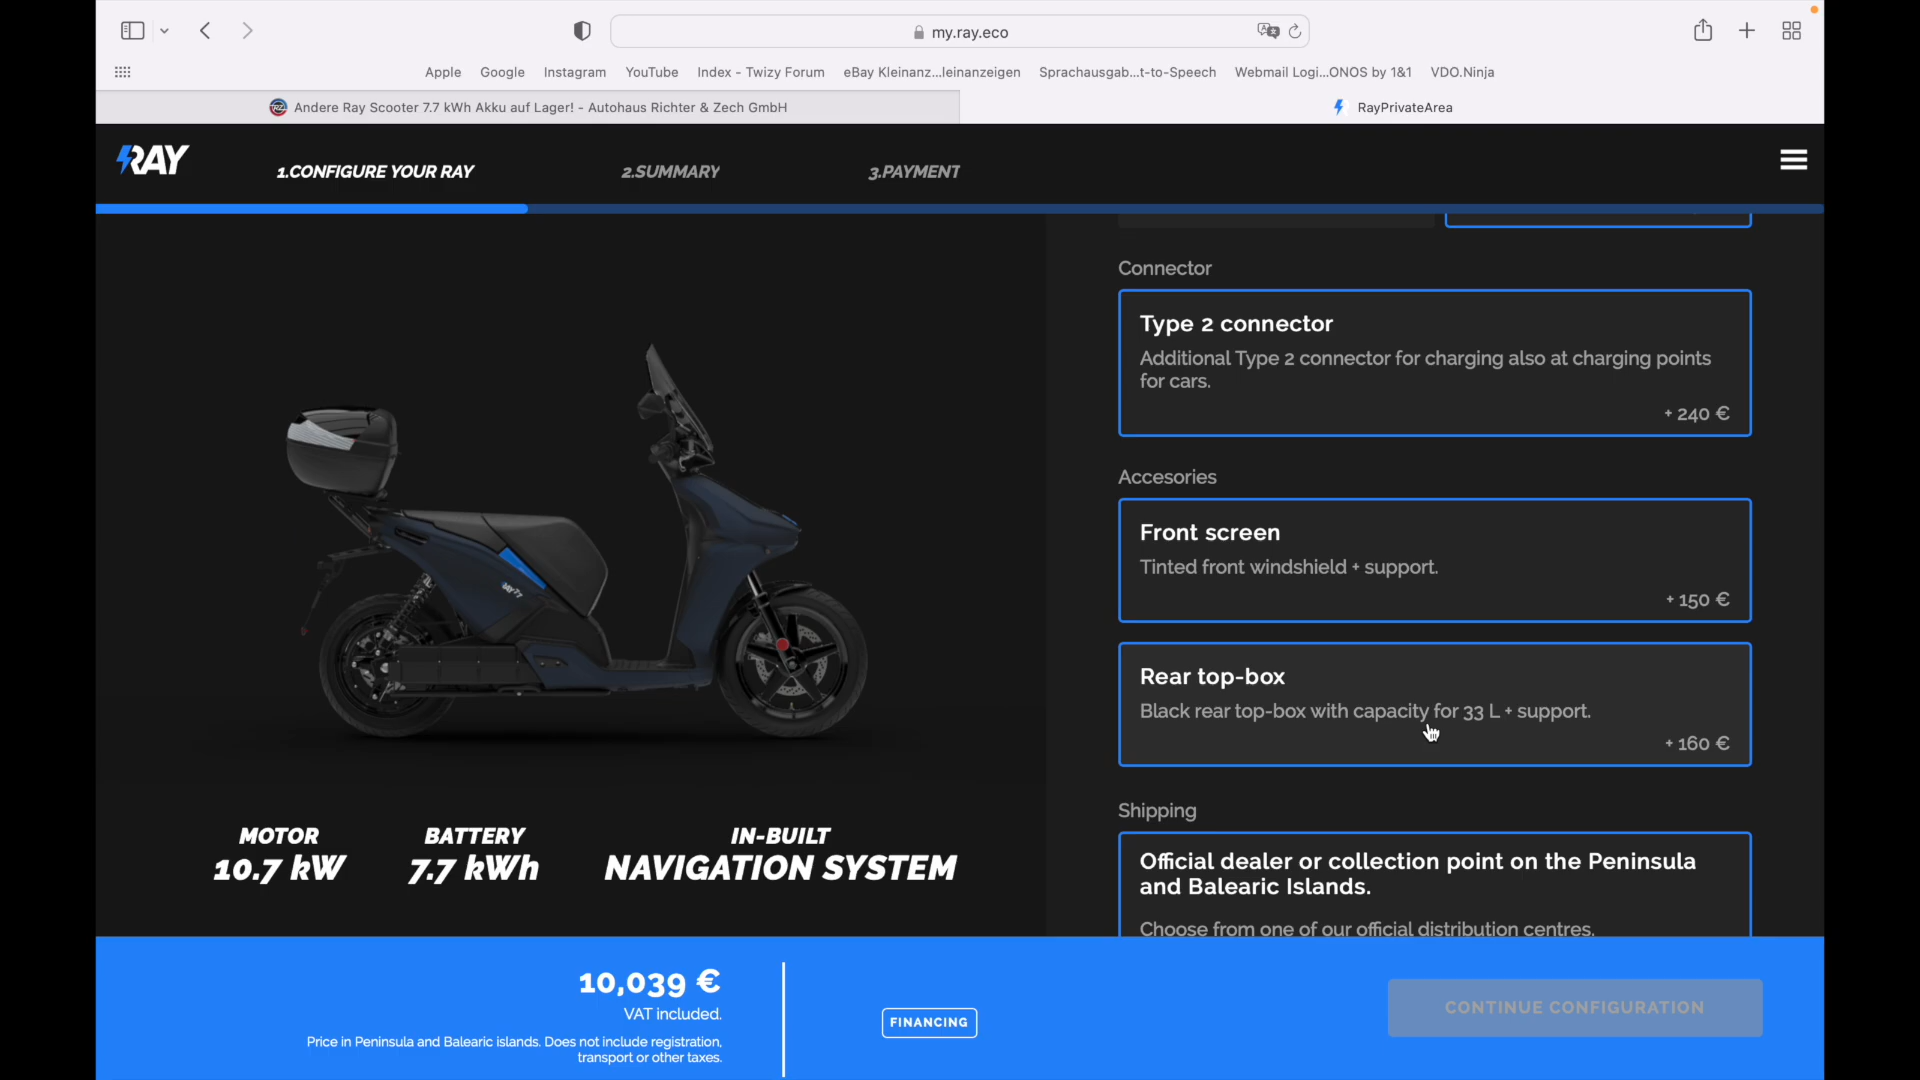 my.ray.eco
Apple
Google
Instagram
YouTube
Index - Twizy Forum
eBay Kleinanz...leinanzeigen
Sprachausgab...t-to-Speech
Webmail Logi...ONOS by 1&1
VDO.Ninja
Andere Ray Scooter 7.7 kWh Akku auf Lager! - Autohaus Richter & Zech GmbH
RayPrivateArea
RAY
1.CONFIGURE YOUR RAY
2.SUMMARY
3.PAYMENT
Connector
Type 2 connector
Additional Type 2 connector for charging also at charging points
for cars.
+ 240 €
Accesories
Front screen
Tinted front windshield + support.
+ 150 €
Rear top-box
Black rear top-box with capacity for 33 L + support.
+ 160 €
Shipping
Official dealer or collection point on the Peninsula
and Balearic Islands.
Choose from one of our official distribution centres.
RAY 7.7
MOTOR
10.7 kW
BATTERY
7.7 kWh
IN-BUILT
NAVIGATION SYSTEM
10,039 €
VAT included.
Price in Peninsula and Balearic islands. Does not include registration,
transport or other taxes.
FINANCING
CONTINUE CONFIGURATION